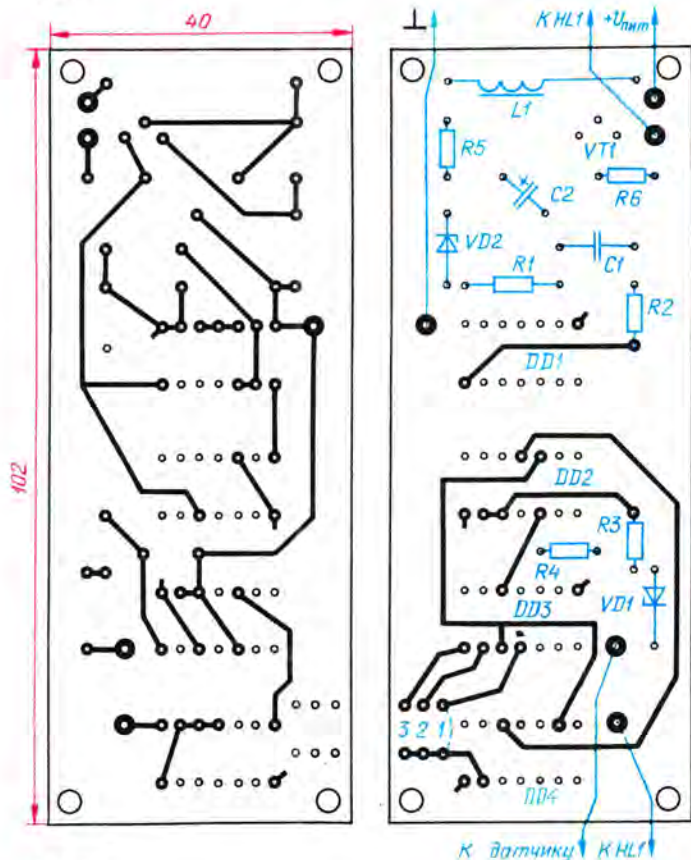 40
102
⊥
К HL1
+Uпит
L1
R5
VT1
C2
R6
VD2
C1
R1
R2
DD1
DD2
R3
R4
VD1
DD3
3 2 1
DD4
К датчику
К HL1